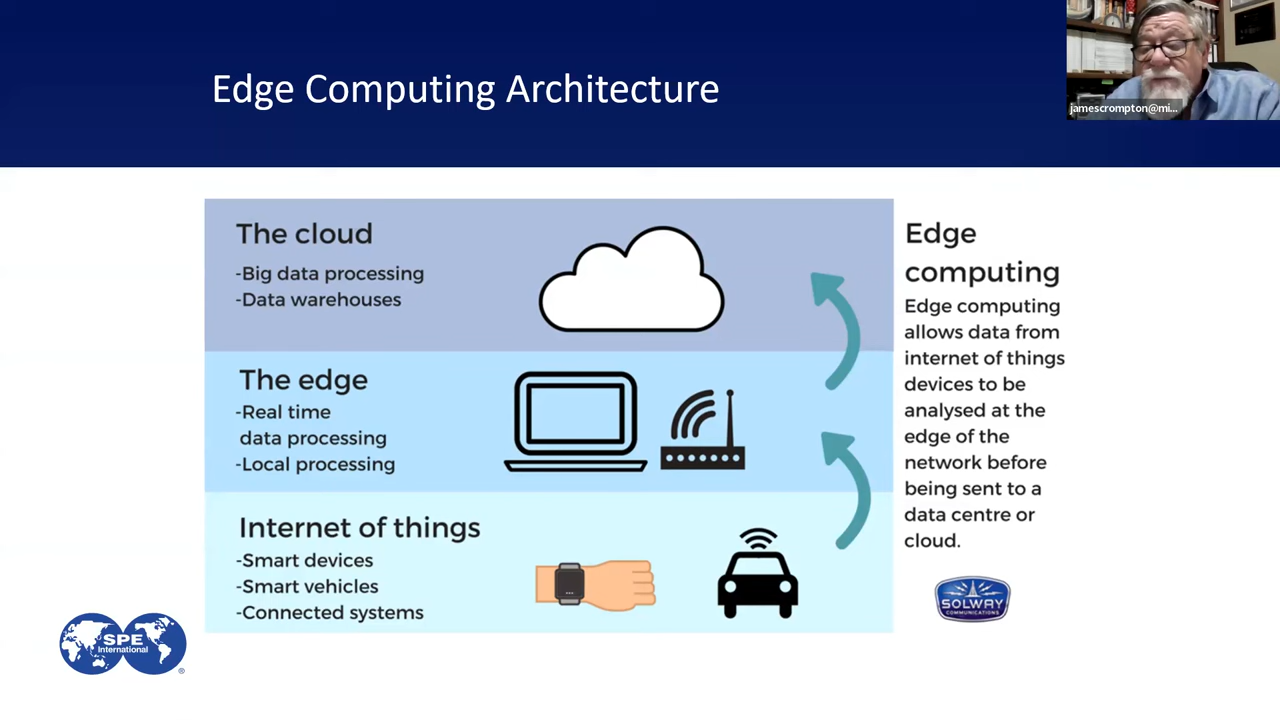 Edge Computing Architecture
jamescrompton@mi...
The cloud
-Big data processing
-Data warehouses
The edge
-Real time
data processing
-Local processing
Internet of things
-Smart devices
-Smart vehicles
-Connected systems
Edge
computing
Edge computing
allows data from
internet of things
devices to be
analysed at the
edge of the
network before
being sent to a
data centre or
cloud.
SOLWAY
COMMUNICATIONS
SPE
International
®